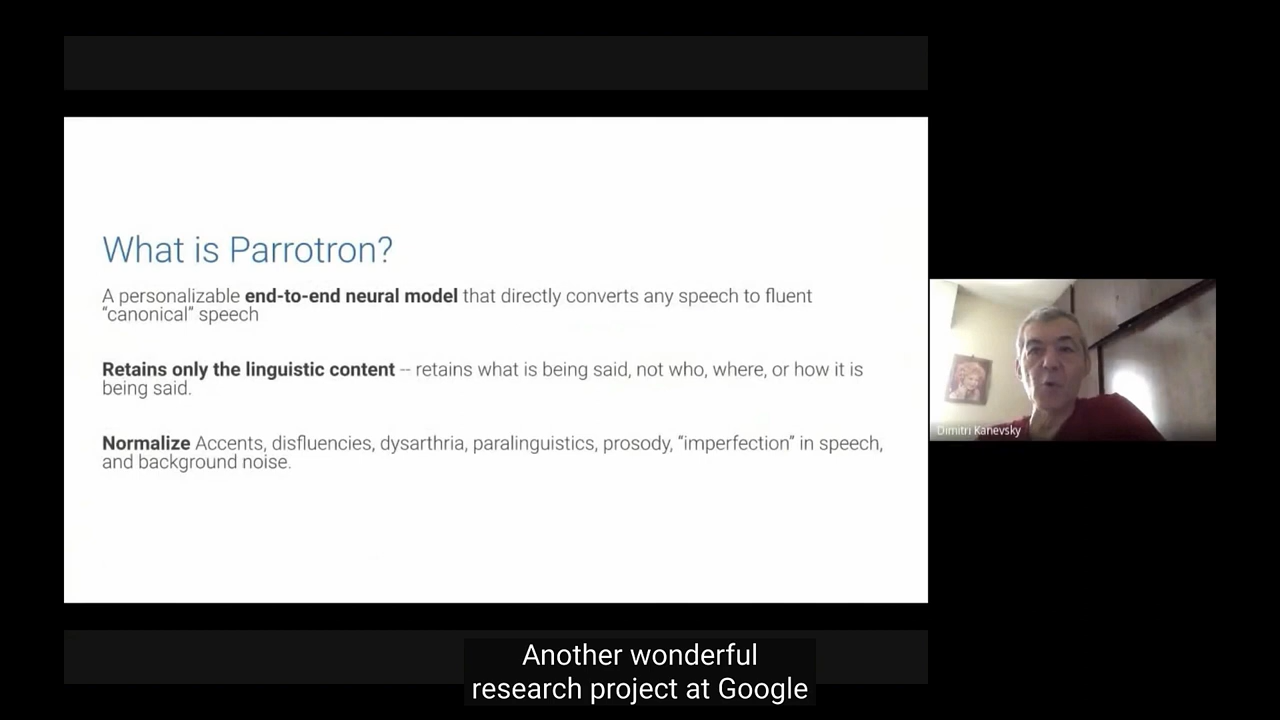 What is Parrotron?
A personalizable end-to-end neural model that directly converts any speech to fluent
“canonical” speech
Retains only the linguistic content -- retains what is being said, not who, where, or how it is
being said.
Normalize Accents, disfluencies, dysarthria, paralinguistics, prosody, “imperfection” in speech,
and background noise.
Dimitri Kanevsky
Another wonderful
research project at Google